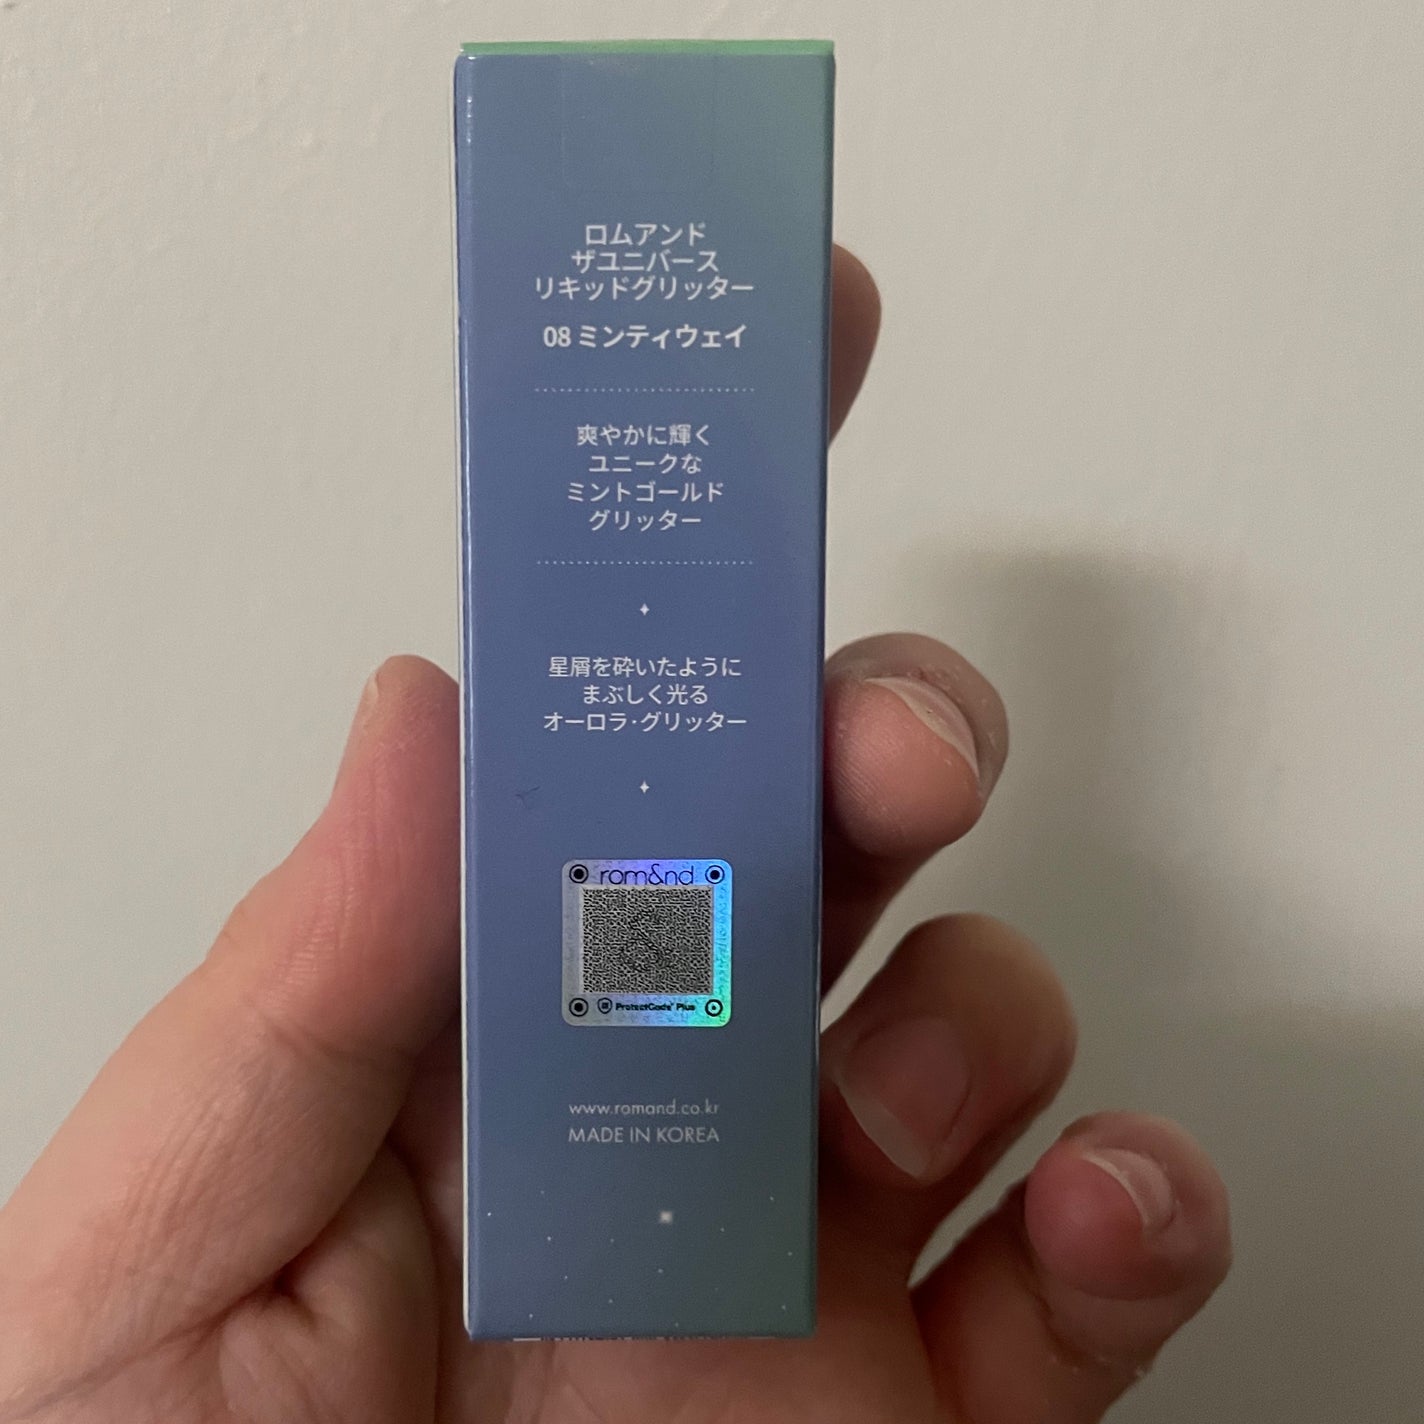 ロムアンド
ザユニバース
リキッドグリッター
08 ミンティウェイ
爽やかに輝く
ユニークな
ミントゴールド
グリッター
星屑を砕いたように
まぶしく光る
オーロラ・グリッター
rom&nd
ProtectCode Plus
www.romand.co.kr
MADE IN KOREA